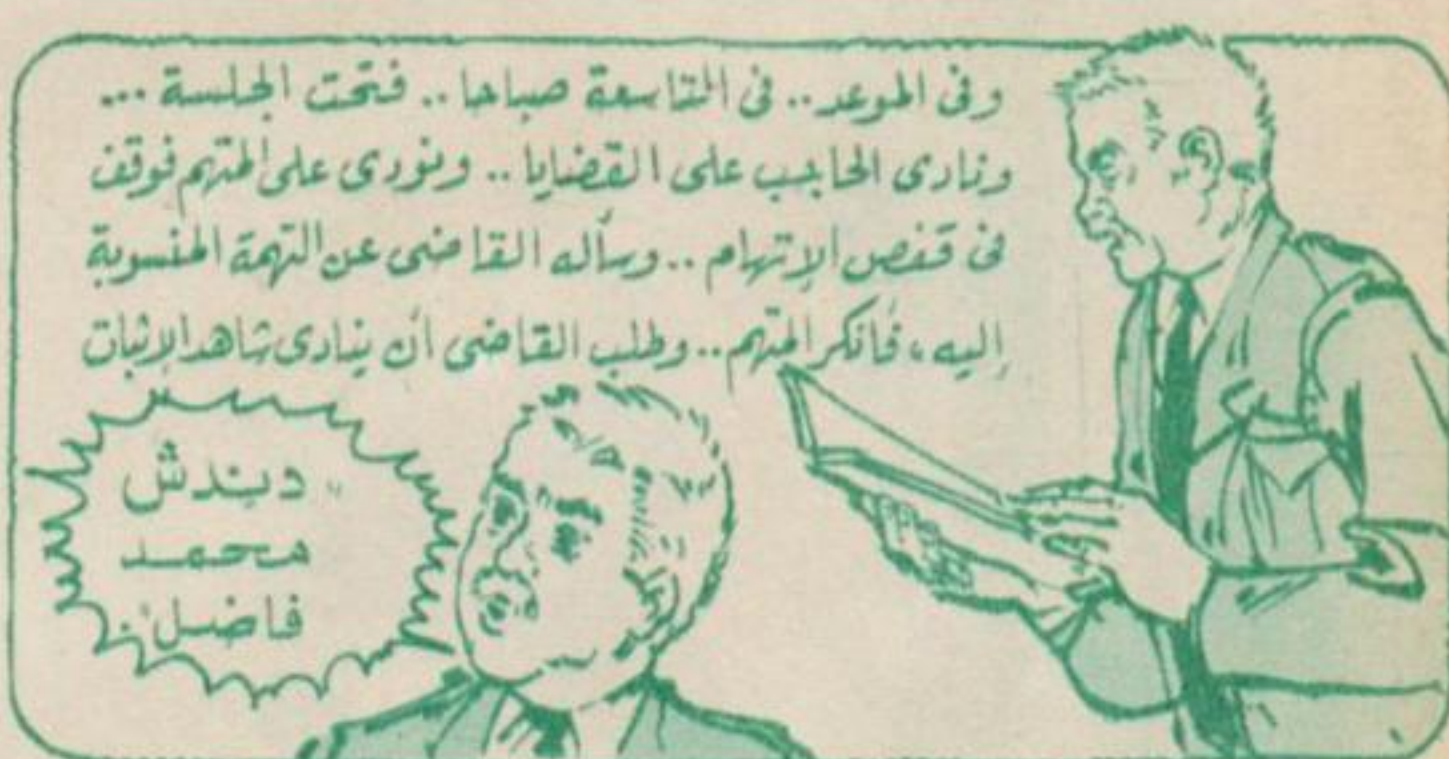 وفى الموعد.. فى التاسعة صباحا.. فتحت الجلسة...
ونادى الحاجب على القضايا.. ونودى على المتهم فوقف
فى قفص الإتهام.. وسأله القاضى عن التهمة المنسوبة
إليه، فأنكر المتهم.. وطلب القاضى أن ينادى شاهد الإثبات
"دبندش
محمد
فاضل".